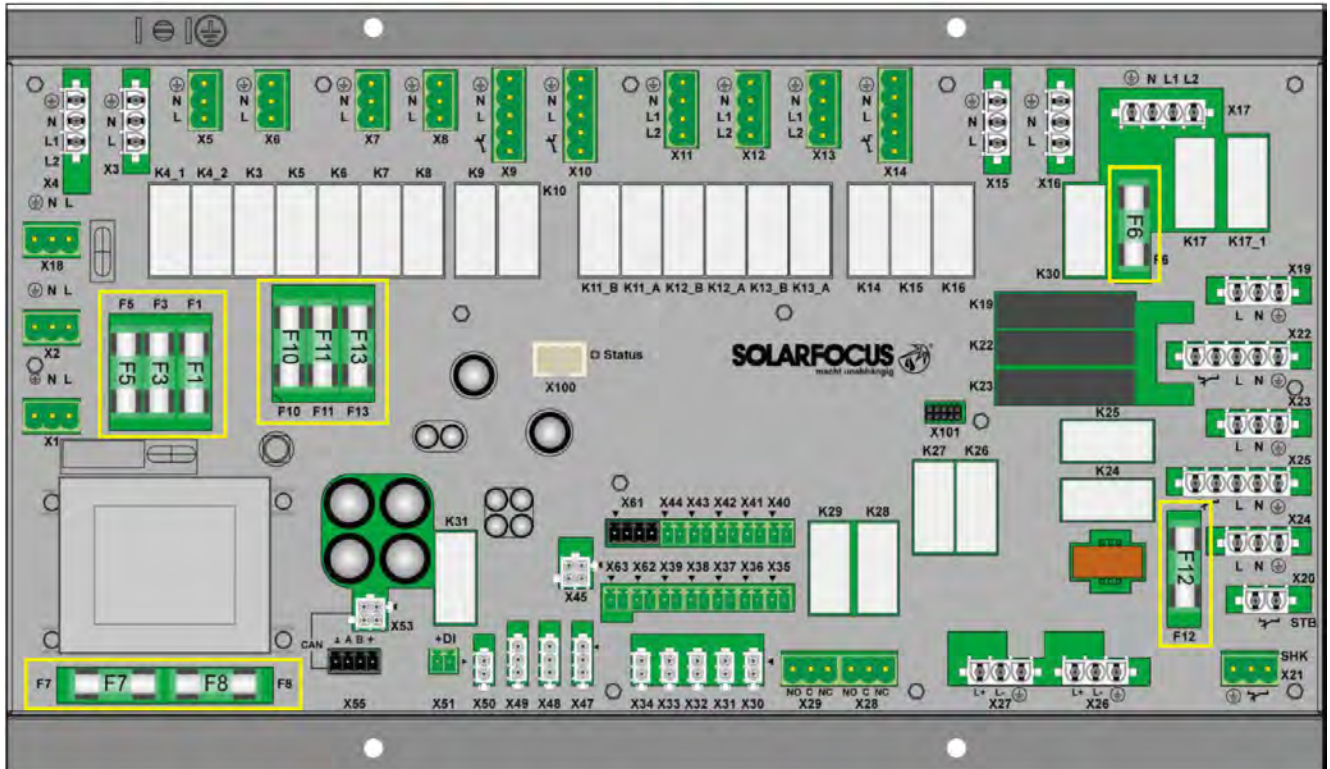 N L1 L2
N
L1
L2
X4
N
L
X3
N
L
X5
N
L
X6
N
L
X7
N
L
X8
N
L
X9
N
L
X10
N
L1
L2
X11
N
L1
L2
X12
N
L1
L2
X13
N
L
X14
N
L
X15
N
L
X16
X17
K4_1 K4_2 K3 K5 K6 K7 K8 K9 K10
N L
X18
K11_B K11_A K12_B K12_A K13_B K13_A K14 K15 K16
K30 F6 F6 K17 K17_1
N L
X2
N L
X1
F5 F3 F1
F5 F3 F1
F5 F3 F1
F10 F11 F13
F10 F11 F13
X100
Status
SOLARFOCUS
macht unabhängig
K19
K22
K23
X19
L N
X22
L N
X23
L N
X25
L N
X24
L N
X20
STB
X101
K27 K26
K25
K24
F12
F12
X61 X44 X43 X42 X41 X40
X63 X62 X39 X38 X37 X36 X35
K31
X45
K29 K28
X53
CAN
A B +
X55
+DI
X51 X50 X49 X48 X47
X34 X33 X32 X31 X30
NO C NC
X29
NO C NC
X28
L+ L-
X27
L+ L-
X26
SHK
X21
F7 F7 F8 F8